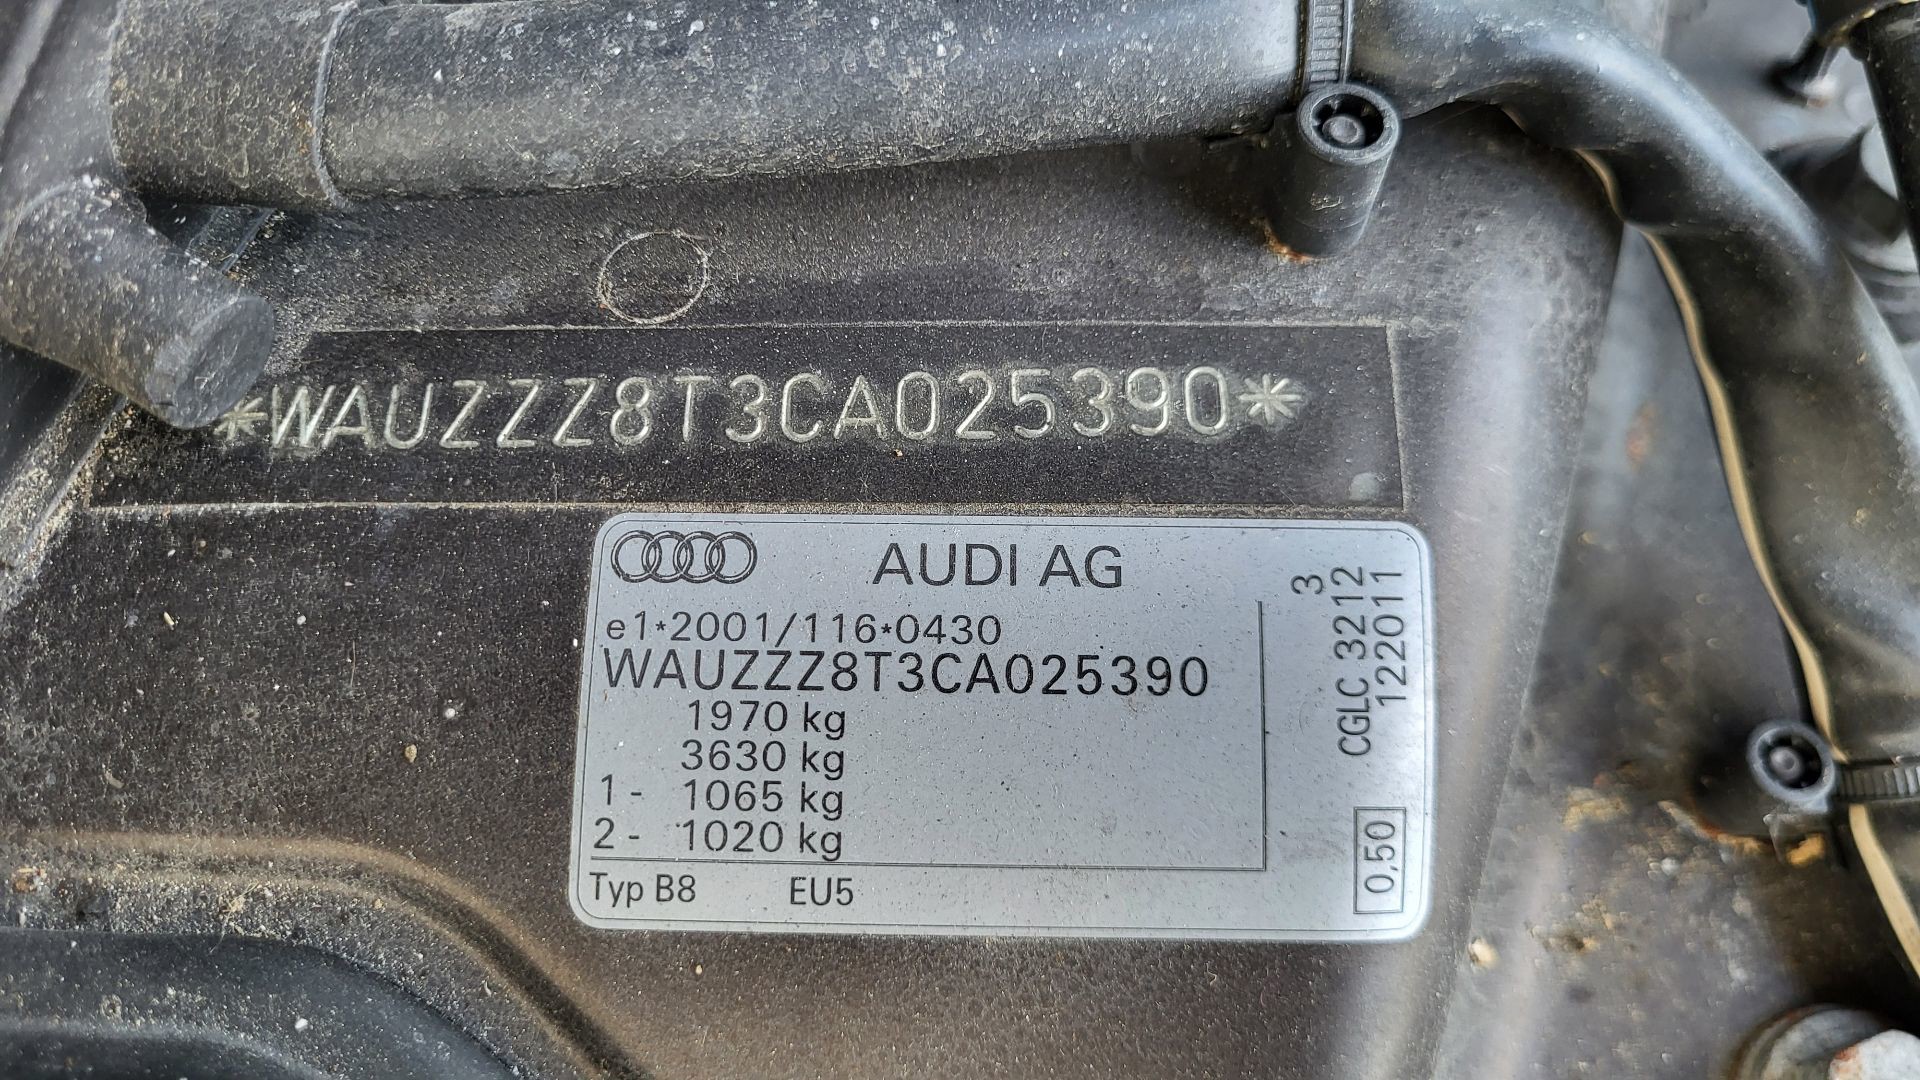 *WAUZZZ8T3CA025390*
AUDI AG
e1*2001/116*0430
WAUZZZ8T3CA025390
1970 kg
3630 kg
1- 1065 kg
2- 1020 kg
Typ B8 EU5
3
CGLC 3212
122011
0,50